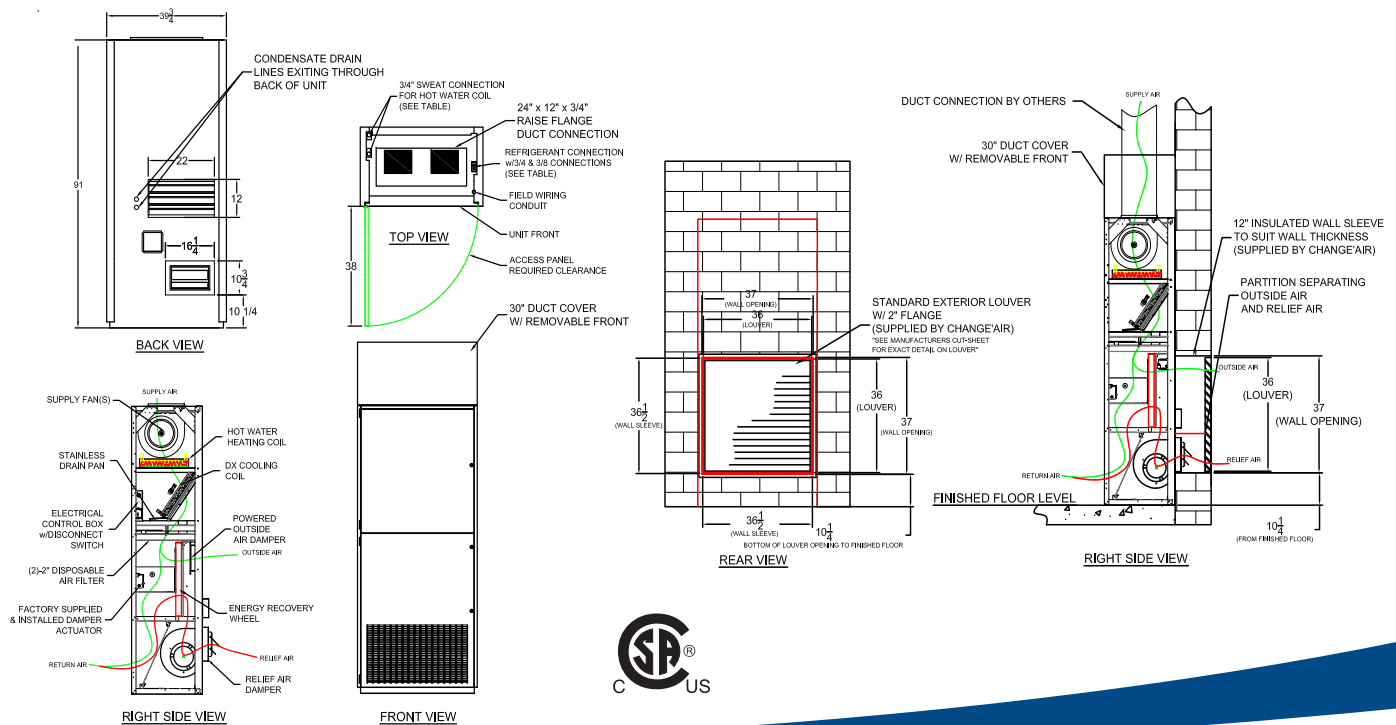 39 3/4
91
CONDENSATE DRAIN
LINES EXITING THROUGH
BACK OF UNIT
22
12
16 1/4
10 3/4
10 1/4
BACK VIEW
3/4" SWEAT CONNECTION
FOR HOT WATER COIL
(SEE TABLE)
24" x 12" x 3/4"
RAISE FLANGE
DUCT CONNECTION
REFRIGERANT CONNECTION
w/3/4 & 3/8 CONNECTIONS
(SEE TABLE)
FIELD WIRING
CONDUIT
UNIT FRONT
TOP VIEW
38
ACCESS PANEL
REQUIRED CLEARANCE
30" DUCT COVER
W/ REMOVABLE FRONT
FRONT VIEW
SUPPLY AIR
SUPPLY FAN(S)
HOT WATER
HEATING COIL
STAINLESS
DRAIN PAN
DX COOLING
COIL
ELECTRICAL
CONTROL BOX
w/DISCONNECT
SWITCH
POWERED
OUTSIDE
AIR DAMPER
OUTSIDE AIR
(2)-2" DISPOSABLE
AIR FILTER
FACTORY SUPPLIED
& INSTALLED DAMPER
ACTUATOR
ENERGY RECOVERY
WHEEL
RETURN AIR
RELIEF AIR
RELIEF AIR
DAMPER
RIGHT SIDE VIEW
37
(WALL OPENING)
36
(LOUVER)
STANDARD EXTERIOR LOUVER
W/ 2" FLANGE
(SUPPLIED BY CHANGE'AIR)
"SEE MANUFACTURERS CUT-SHEET
FOR EXACT DETAIL ON LOUVER"
36 1/2
(WALL SLEEVE)
36
(LOUVER)
37
(WALL OPENING)
36 1/2
(WALL SLEEVE)
10 1/4
BOTTOM OF LOUVER OPENING TO FINISHED FLOOR
REAR VIEW
SUPPLY AIR
DUCT CONNECTION BY OTHERS
30" DUCT COVER
W/ REMOVABLE FRONT
12" INSULATED WALL SLEEVE
TO SUIT WALL THICKNESS
(SUPPLIED BY CHANGE'AIR)
PARTITION SEPARATING
OUTSIDE AIR
AND RELIEF AIR
OUTSIDE AIR
36
(LOUVER)
37
(WALL OPENING)
RETURN AIR
RELIEF AIR
FINISHED FLOOR LEVEL
10 1/4
(FROM FINISHED FLOOR)
RIGHT SIDE VIEW
CSA ®
C US